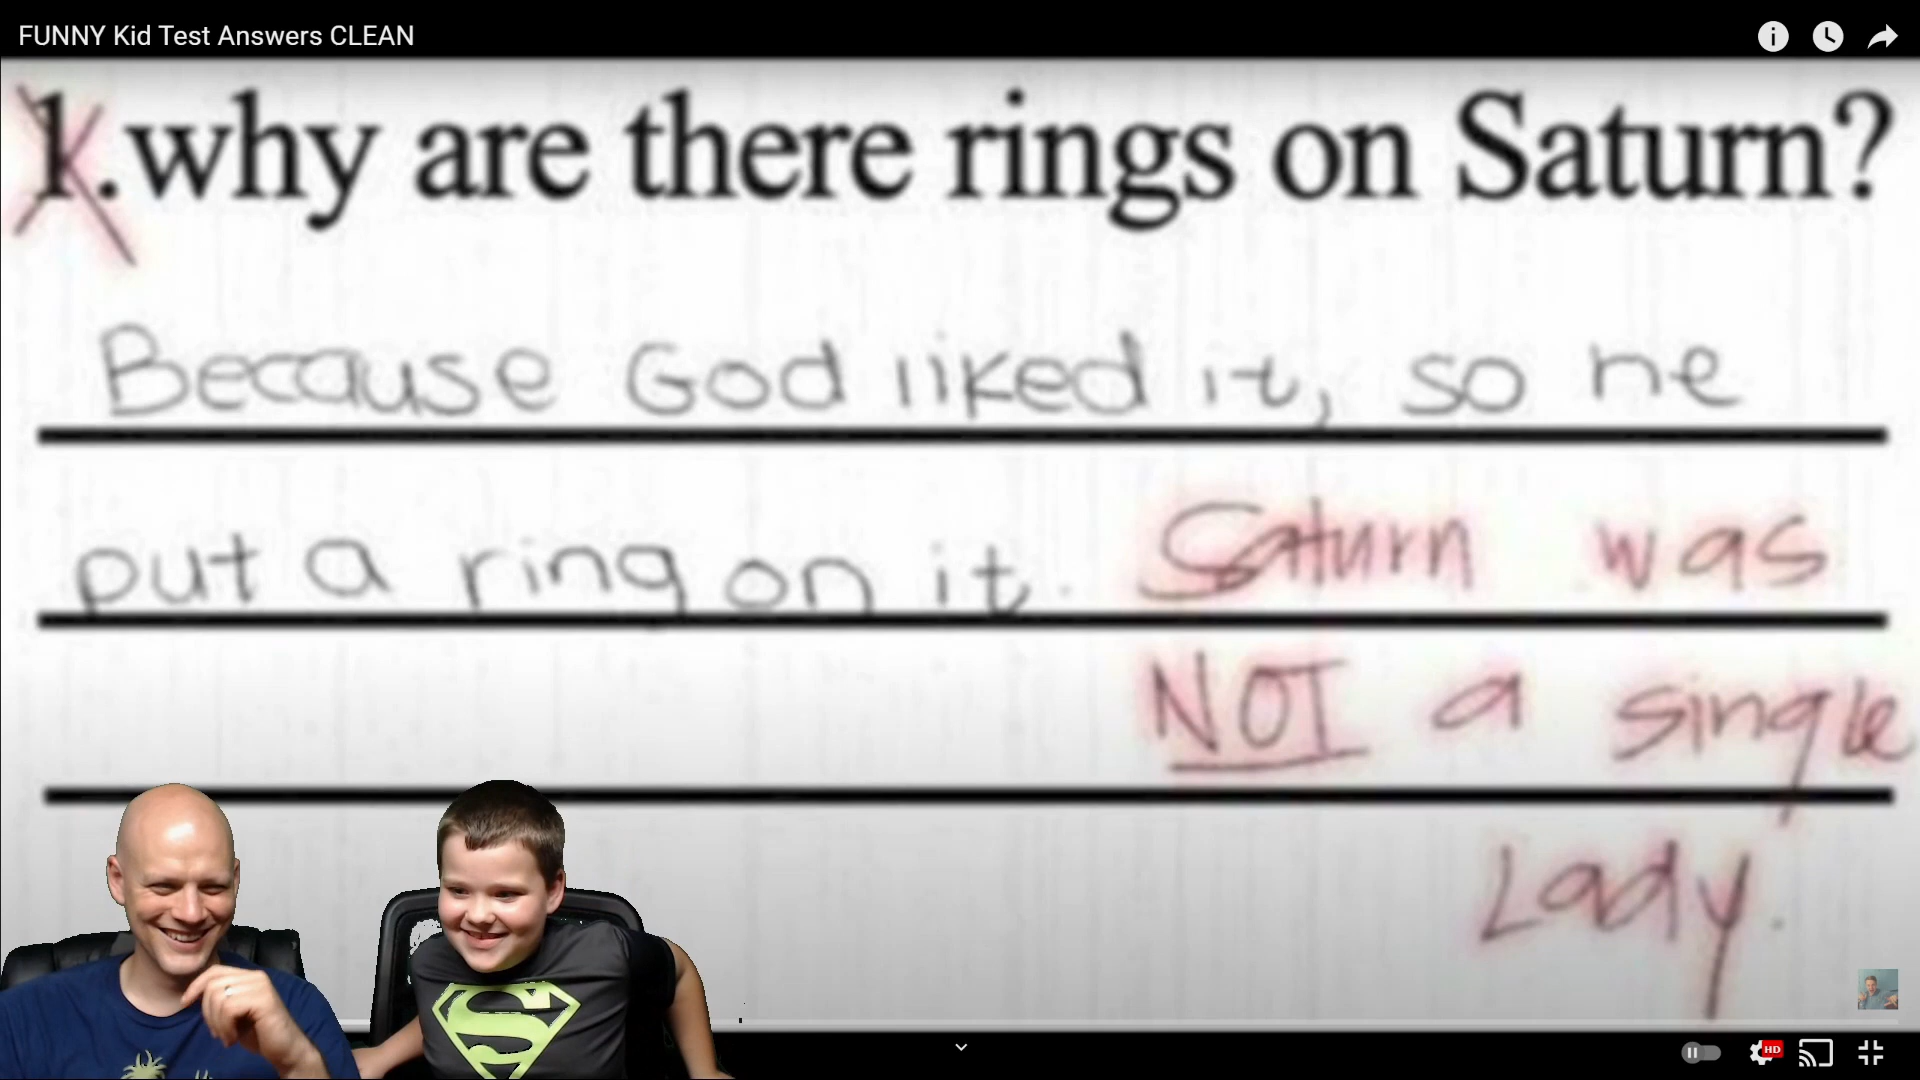 FUNNY Kid Test Answers CLEAN
1. why are there rings on Saturn?
Because God liked it, so he
put a ring on it. Saturn was
NOT a single
Lady.
S
HD